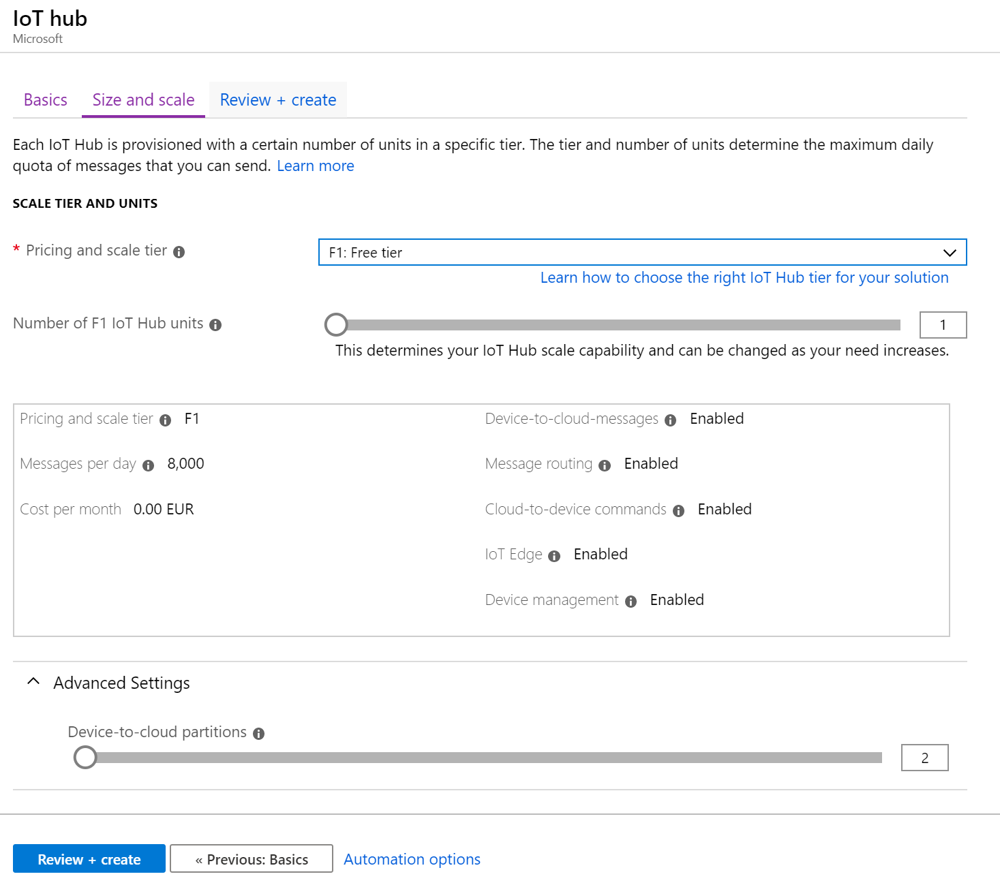 IoT hub
Microsoft
Basics
Size and scale
Review + create
Each IoT Hub is provisioned with a certain number of units in a specific tier. The tier and number of units determine the maximum daily
quota of messages that you can send. Learn more
SCALE TIER AND UNITS
* Pricing and scale tier
F1: Free tier
Learn how to choose the right IoT Hub tier for your solution
Number of F1 IoT Hub units
1
This determines your IoT Hub scale capability and can be changed as your need increases.
Pricing and scale tier F1
Messages per day 8,000
Cost per month 0.00 EUR
Device-to-cloud-messages Enabled
Message routing Enabled
Cloud-to-device commands Enabled
IoT Edge Enabled
Device management Enabled
Advanced Settings
Device-to-cloud partitions
2
Review + create
« Previous: Basics
Automation options